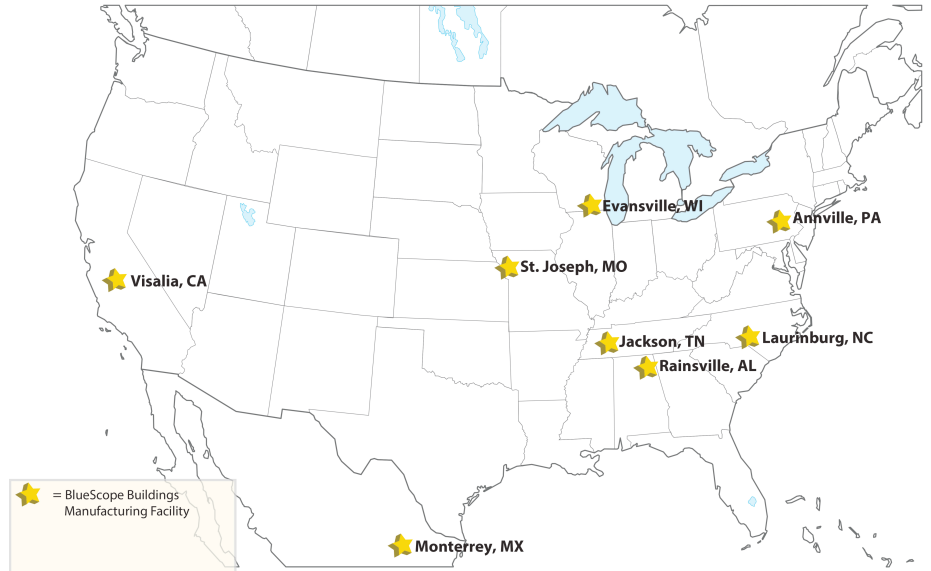 Evansville, WI
Annville, PA
St. Joseph, MO
Visalia, CA
Laurinburg, NC
Jackson, TN
Rainsville, AL
= BlueScope Buildings
Manufacturing Facility
Monterrey, MX